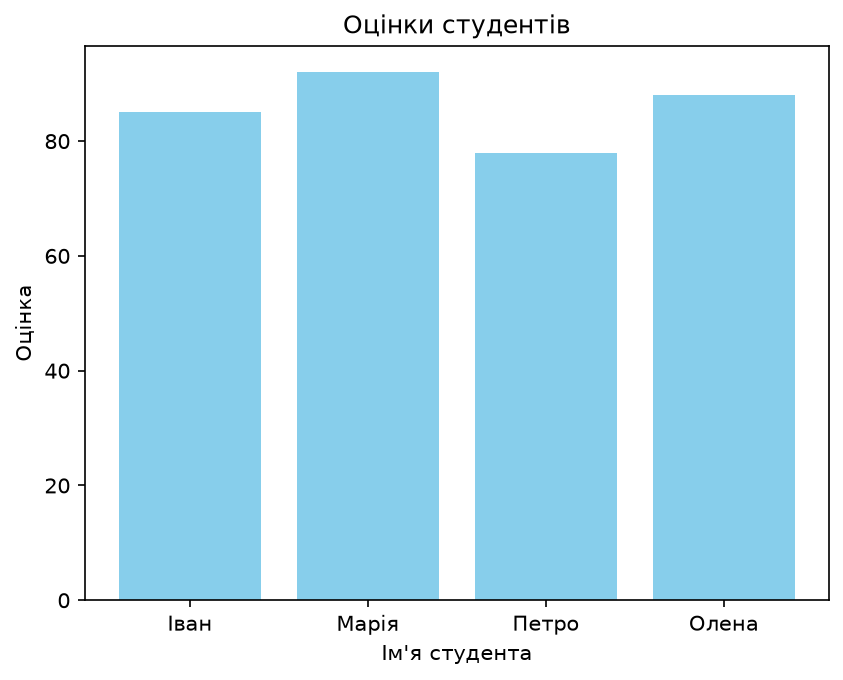 Оцінки студентів
Оцінка
80
60
40
20
0
Іван Марія Петро Олена
Ім'я студента